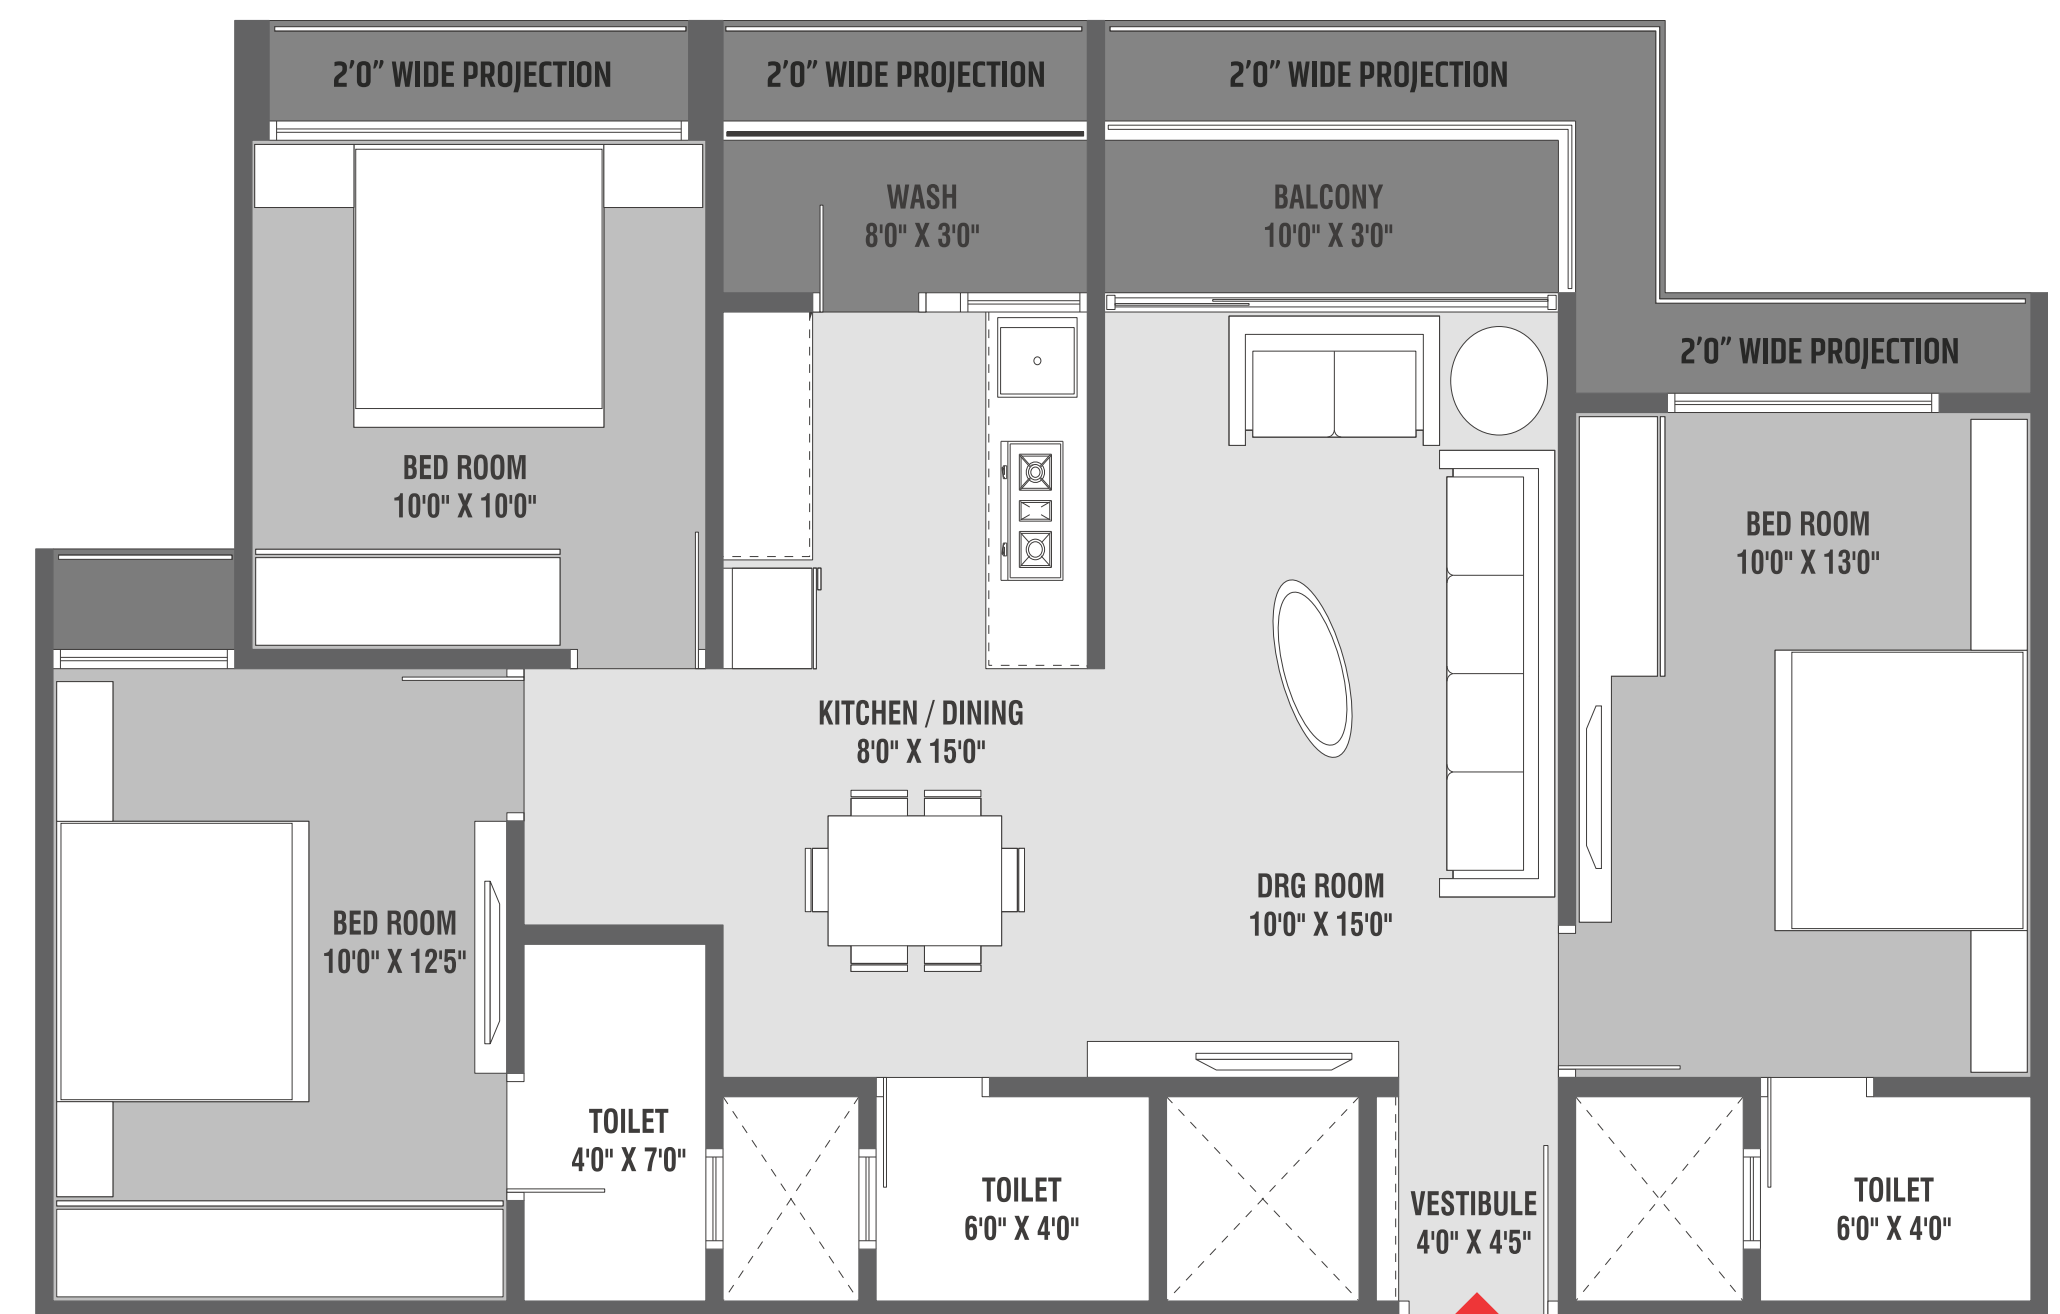 2'0" WIDE PROJECTION
2'0" WIDE PROJECTION
2'0" WIDE PROJECTION
WASH
8'0" X 3'0"
BALCONY
10'0" X 3'0"
2'0" WIDE PROJECTION
BED ROOM
10'0" X 10'0"
BED ROOM
10'0" X 13'0"
KITCHEN / DINING
8'0" X 15'0"
DRG ROOM
10'0" X 15'0"
BED ROOM
10'0" X 12'5"
TOILET
4'0" X 7'0"
TOILET
6'0" X 4'0"
VESTIBULE
4'0" X 4'5"
TOILET
6'0" X 4'0"